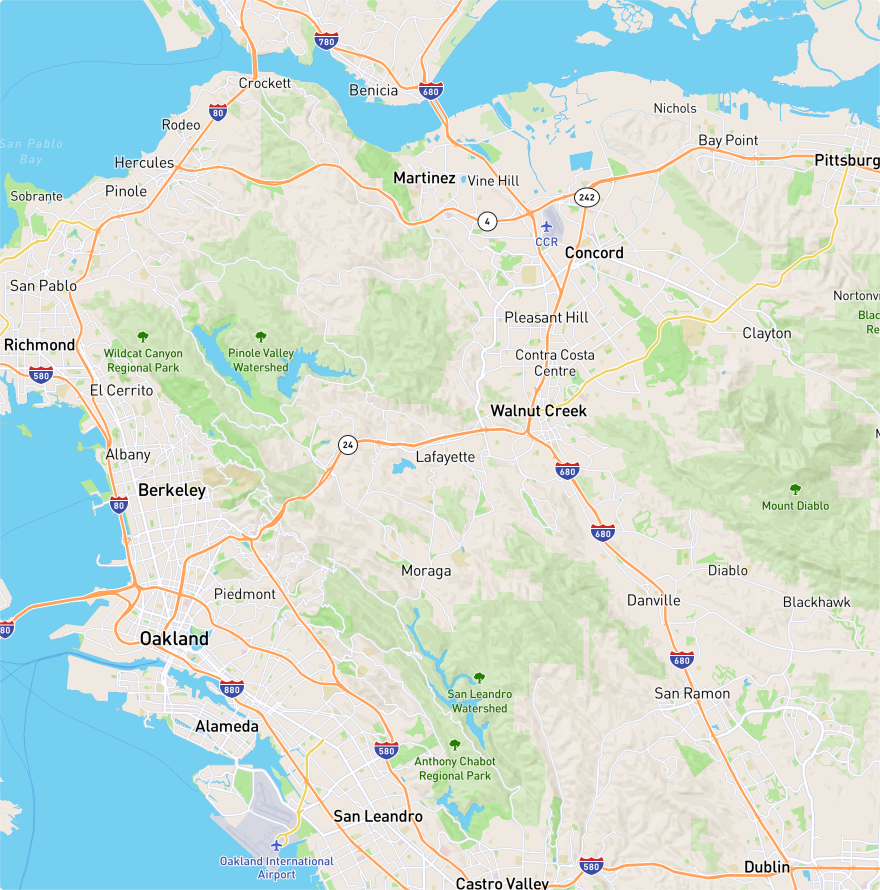 780
Crockett
Benicia
680
80
Nichols
Rodeo
San Pablo
Bay
Bay Point
Hercules
Pittsburg
Martinez
Vine Hill
Pinole
Sobrante
242
4
CCR
Concord
San Pablo
Pleasant Hill
Clayton
Richmond
Wildcat Canyon
Regional Park
Pinole Valley
Watershed
Contra Costa
Centre
580
El Cerrito
Walnut Creek
24
Albany
Lafayette
680
Berkeley
80
Mount Diablo
680
Moraga
Diablo
Piedmont
Danville
Blackhawk
80
Oakland
680
880
San Leandro
Watershed
San Ramon
Alameda
580
Anthony Chabot
Regional Park
San Leandro
Oakland International
Airport
580
Dublin
Castro Valley